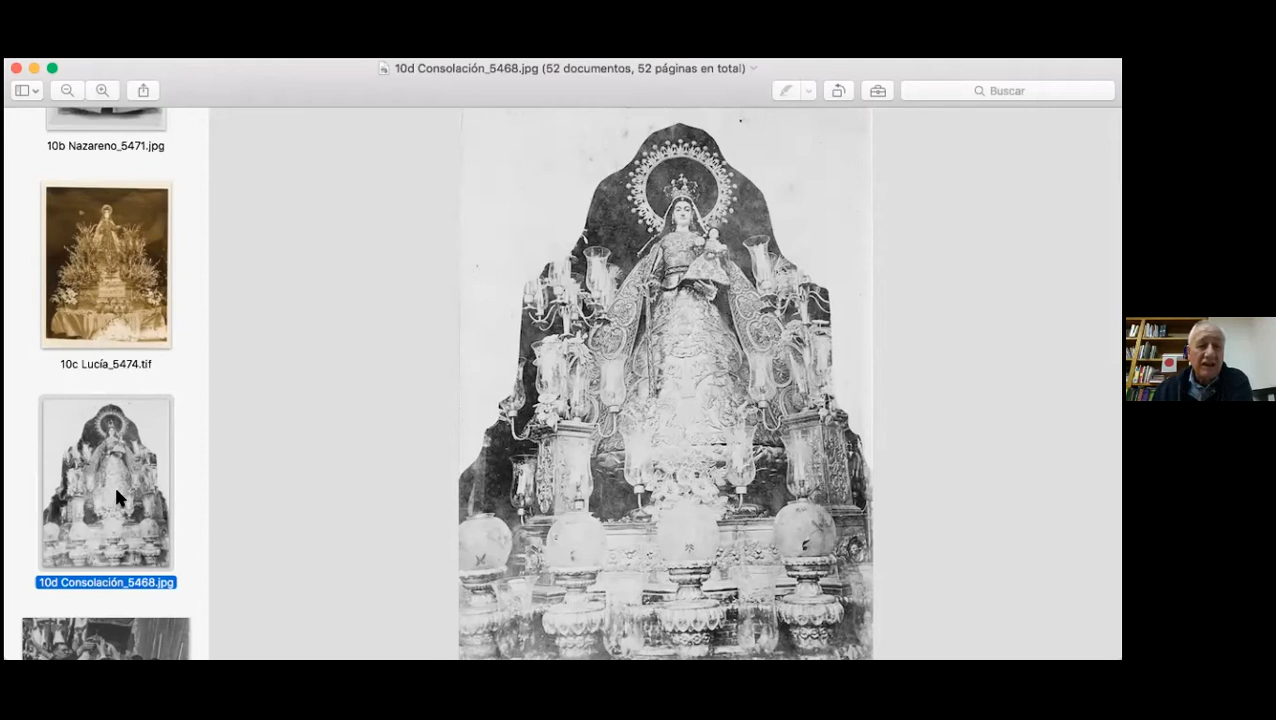 10d Consolación_5468.jpg (52 documentos, 52 páginas en total)
Buscar
10b Nazareno_5471.jpg
10c Lucía_5474.tif
10d Consolación_5468.jpg